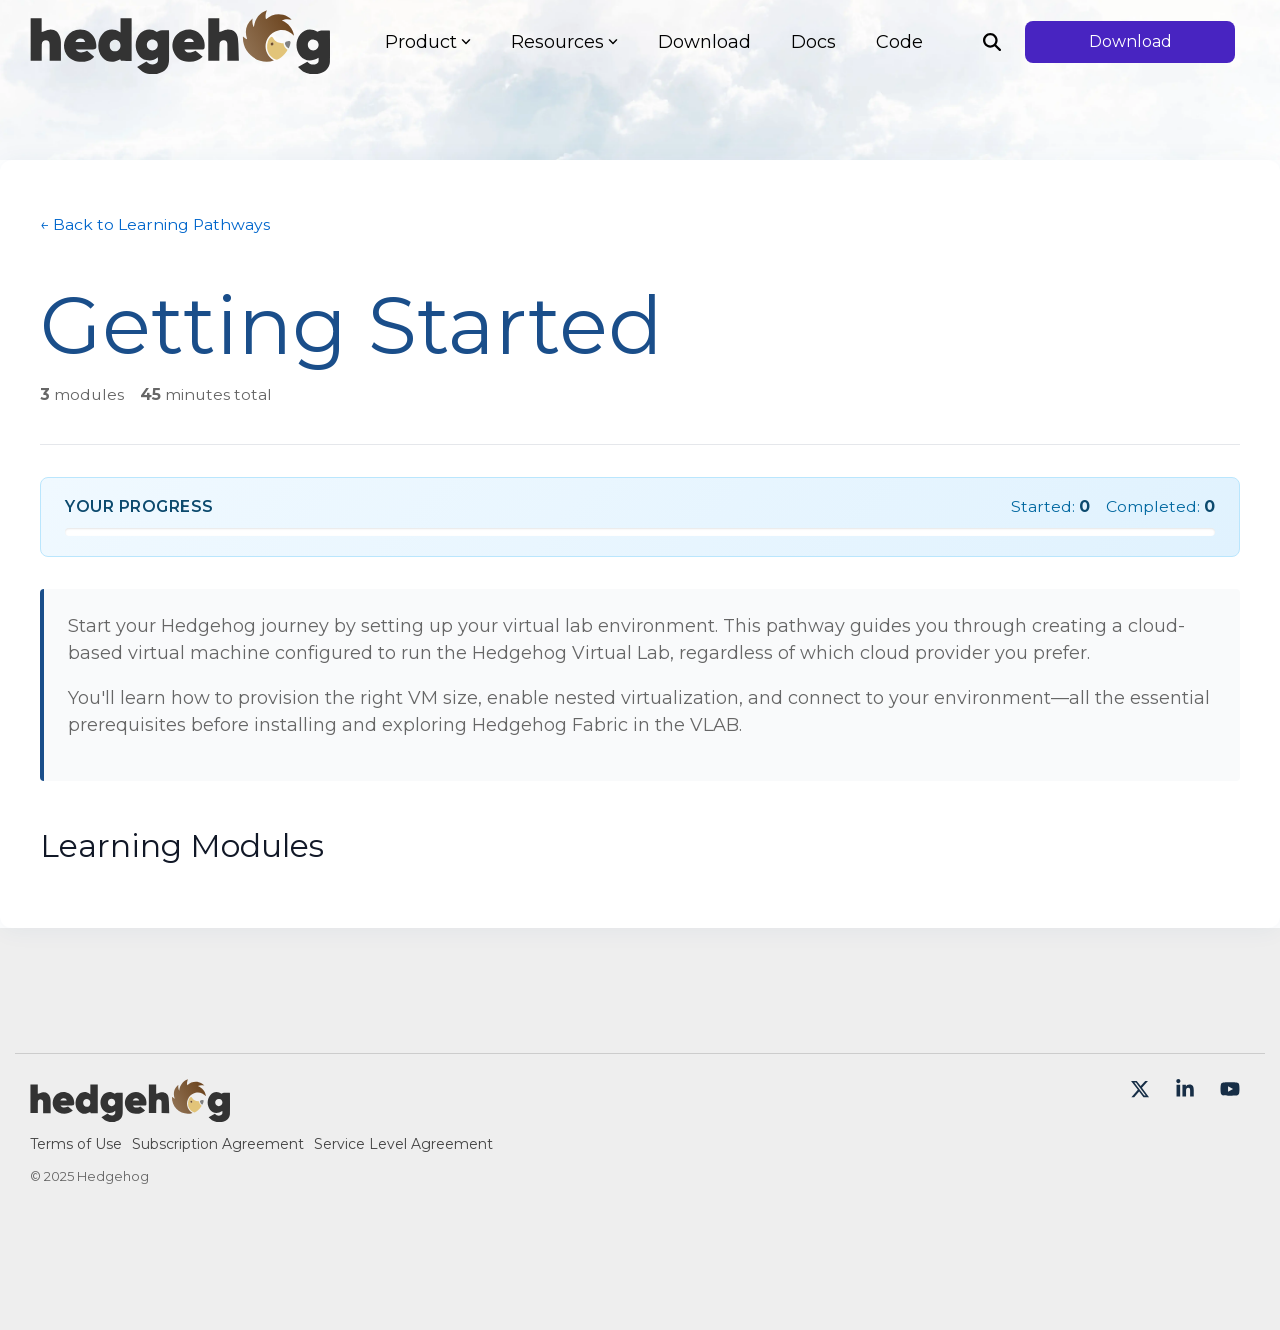 hedgehog
Product Resources Download Docs Code Download
← Back to Learning Pathways
Getting Started
3 modules 45 minutes total
YOUR PROGRESS Started: 0 Completed: 0
Start your Hedgehog journey by setting up your virtual lab environment. This pathway guides you through creating a cloud-
based virtual machine configured to run the Hedgehog Virtual Lab, regardless of which cloud provider you prefer.
You'll learn how to provision the right VM size, enable nested virtualization, and connect to your environment—all the essential
prerequisites before installing and exploring Hedgehog Fabric in the VLAB.
Learning Modules
hedgehog
Terms of Use Subscription Agreement Service Level Agreement
© 2025 Hedgehog